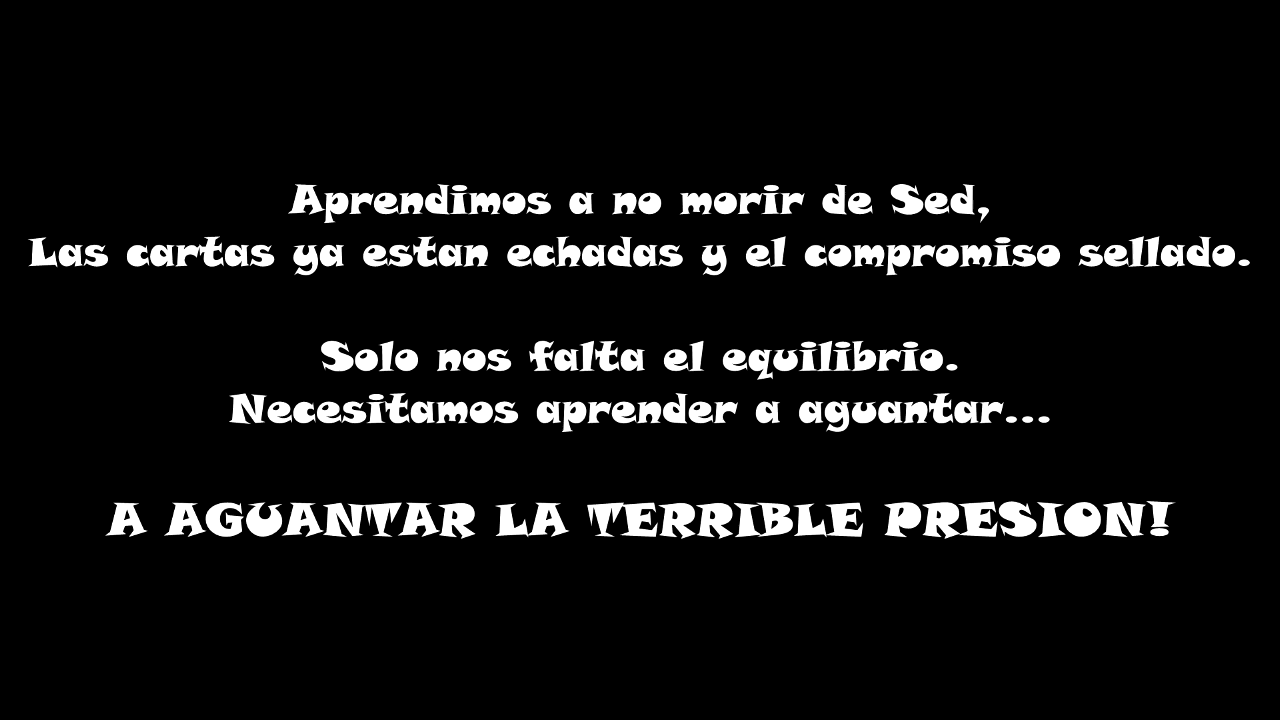 Aprendimos a no morir de Sed,
Las cartas ya estan echadas y el compromiso sellado.
Solo nos falta el equilibrio.
Necesitamos aprender a aguantar...
A AGUANTAR LA TERRIBLE PRESION!